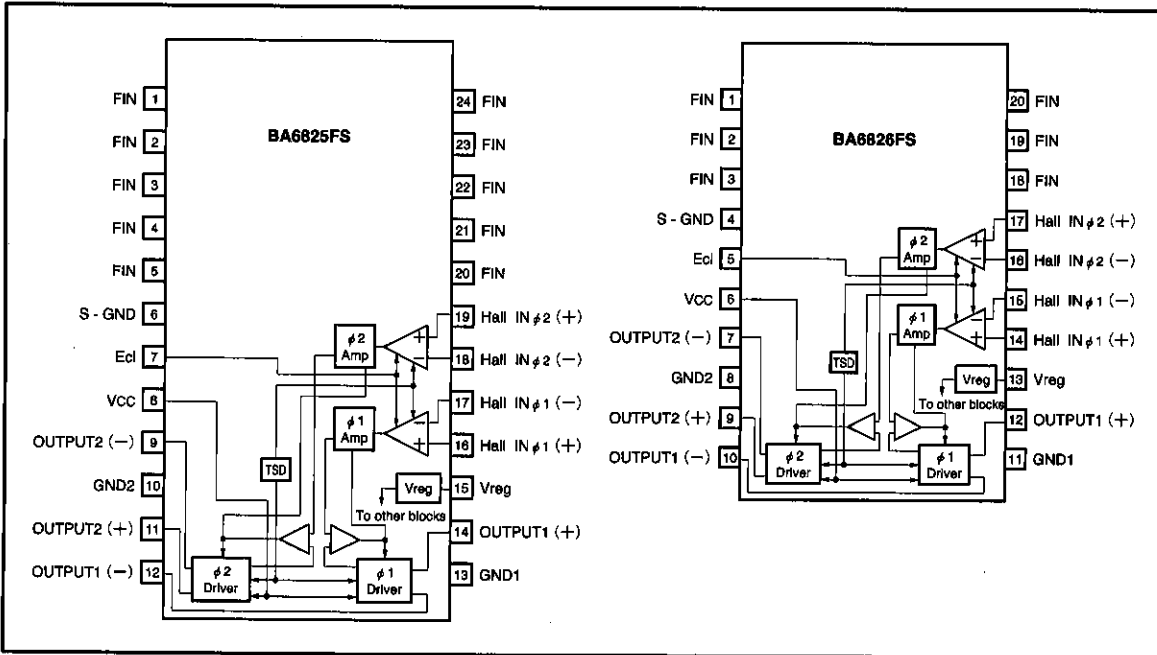 BA6825FS
FIN 1
FIN 2
FIN 3
FIN 4
FIN 5
S - GND 6
Ecl 7
VCC 8
OUTPUT2 (−) 9
GND2 10
OUTPUT2 (+) 11
OUTPUT1 (−) 12
24 FIN
23 FIN
22 FIN
21 FIN
20 FIN
19 Hall IN φ2 (+)
18 Hall IN φ2 (−)
17 Hall IN φ1 (−)
16 Hall IN φ1 (+)
15 Vreg
14 OUTPUT1 (+)
13 GND1
φ2
Amp
+
−
φ1
Amp
−
+
TSD
Vreg
To other blocks
φ2
Driver
φ1
Driver
BA6826FS
FIN 1
FIN 2
FIN 3
S - GND 4
Ecl 5
VCC 6
OUTPUT2 (−) 7
GND2 8
OUTPUT2 (+) 9
OUTPUT1 (−) 10
20 FIN
19 FIN
18 FIN
17 Hall IN φ2 (+)
16 Hall IN φ2 (−)
15 Hall IN φ1 (−)
14 Hall IN φ1 (+)
13 Vreg
12 OUTPUT1 (+)
11 GND1
φ2
Amp
+
−
φ1
Amp
−
+
TSD
Vreg
To other blocks
φ2
Driver
φ1
Driver